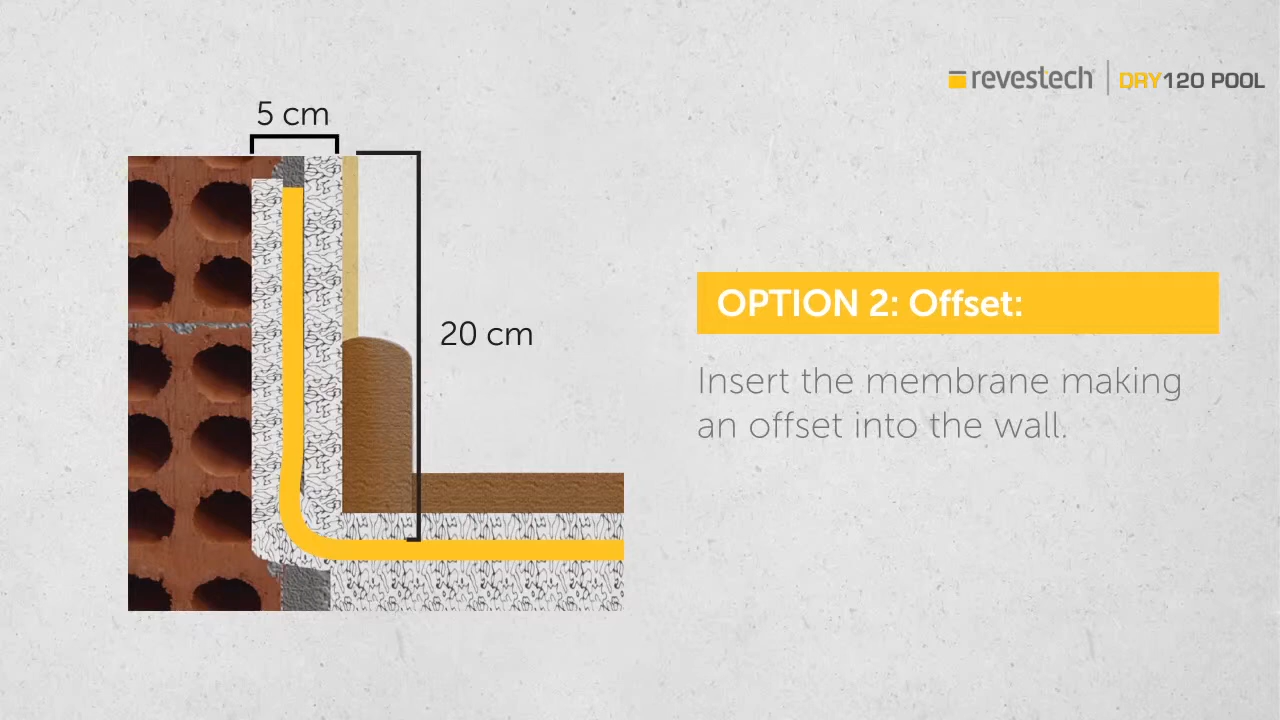 revestech DRY120 POOL
5 cm
20 cm
OPTION 2: Offset:
Insert the membrane making
an offset into the wall.